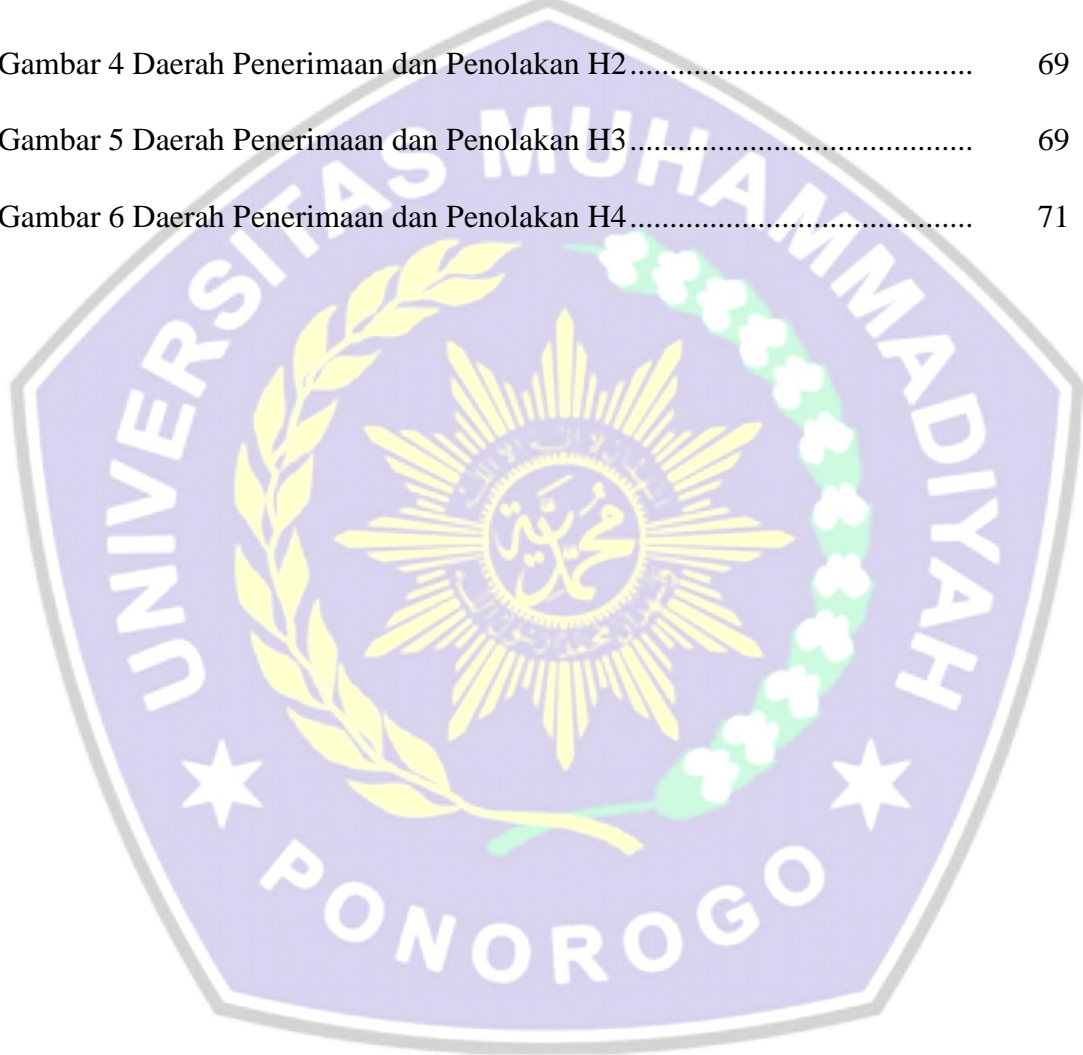 Gambar 4 Daerah Penerimaan dan Penolakan H2......................................... 69
Gambar 5 Daerah Penerimaan dan Penolakan H3......................................... 69
Gambar 6 Daerah Penerimaan dan Penolakan H4......................................... 71
UNIVERSITAS MUHAMMADIYAH
محمدية
PONOROGO